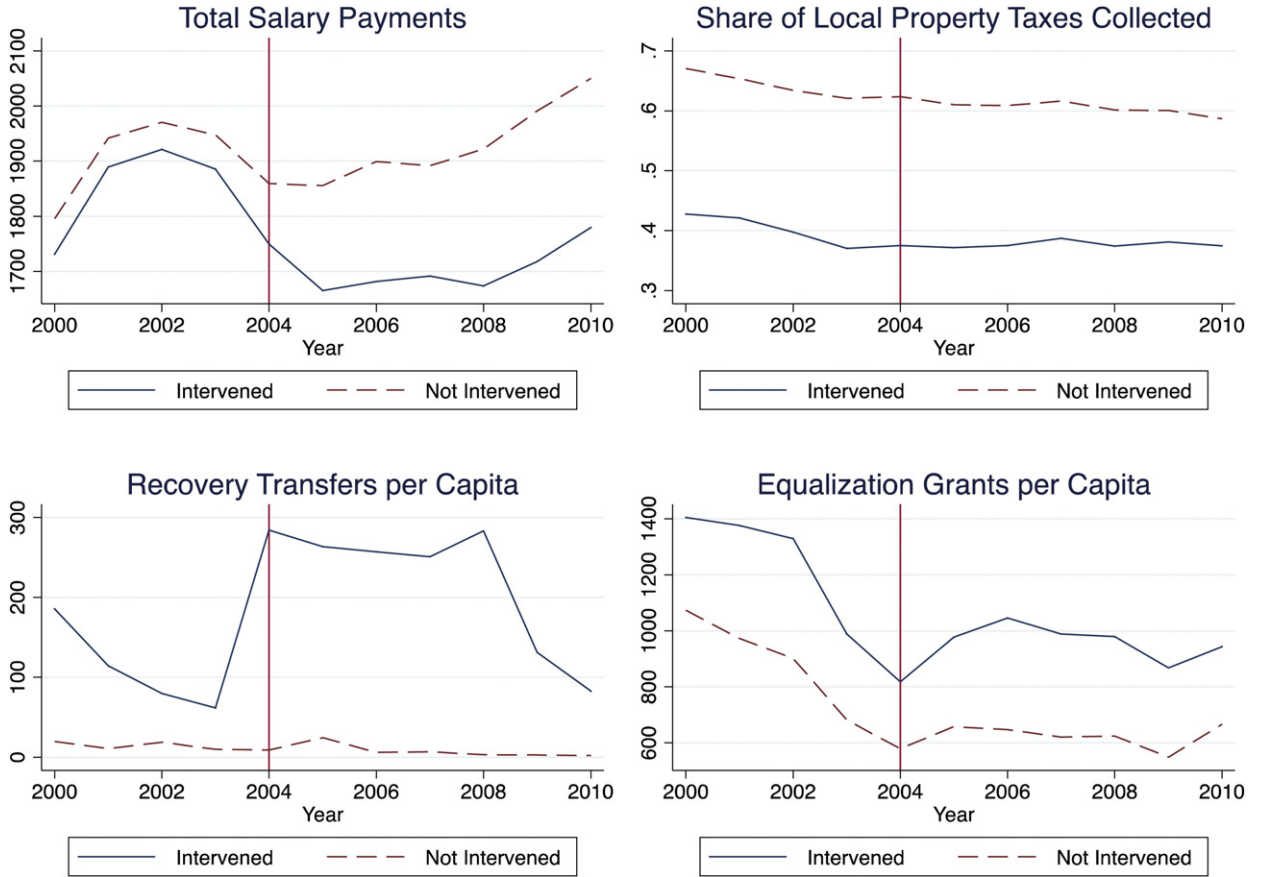 Total Salary Payments
2100
2000
1900
1800
1700
2000 2002 2004 2006 2008 2010
Year
Intervened Not Intervened
Share of Local Property Taxes Collected
.7
.6
.5
.4
.3
2000 2002 2004 2006 2008 2010
Year
Intervened Not Intervened
Recovery Transfers per Capita
300
200
100
0
2000 2002 2004 2006 2008 2010
Year
Intervened Not Intervened
Equalization Grants per Capita
1400
1200
1000
800
600
2000 2002 2004 2006 2008 2010
Year
Intervened Not Intervened